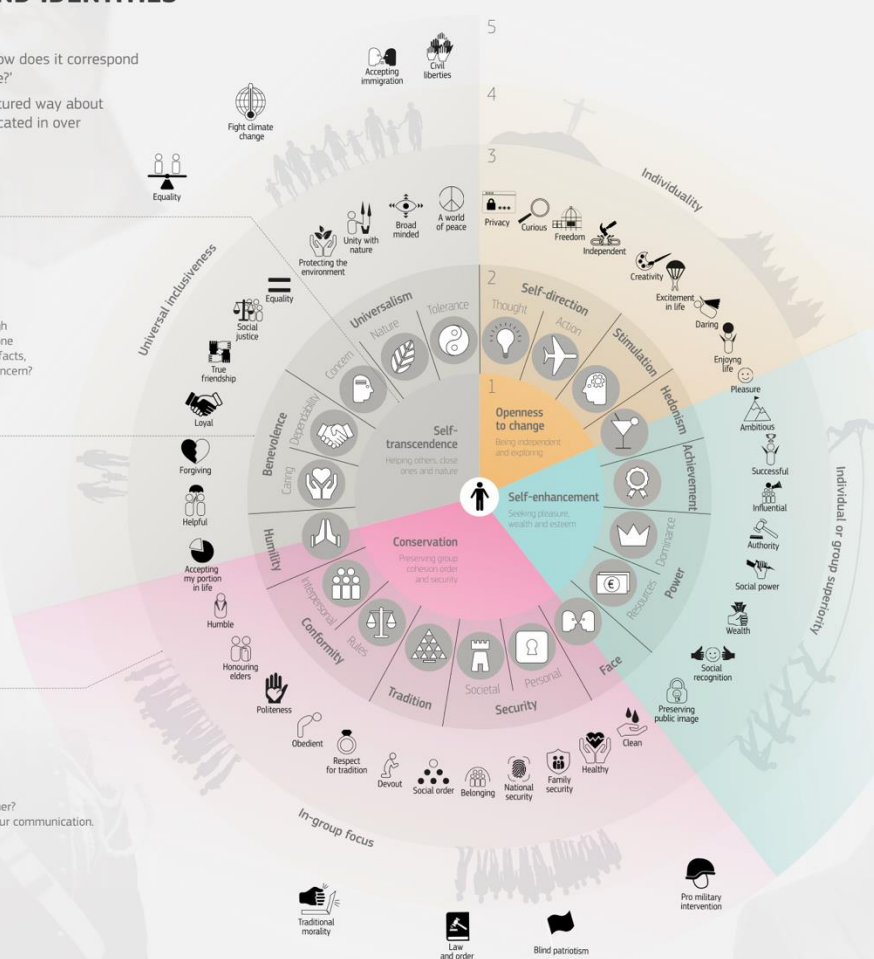 ND IDENTITIES
ow does it correspond
e?'
tured way about
cated in over
h
one
facts,
ncern?
ner?
ur communication.
5
4
3
2
1
Accepting
immigration
Civil
liberties
Fight climate
change
Equality
Universal inclusiveness
Individuality
Individual or group superiority
In-group focus
Privacy
Curious
Freedom
Independent
Creativity
Excitement
in life
Daring
Enjoyng
life
Pleasure
Ambitious
Successful
Influential
Authority
Social power
Wealth
Social
recognition
Preserving
public image
Clean
Healthy
Family
security
National
security
Belonging
Social order
Devout
Respect
for tradition
Obedient
Politeness
Honouring
elders
Humble
Accepting
my portion
in life
Helpful
Forgiving
Loyal
True
friendship
Social
justice
Equality
Protecting the
environment
Unity with
nature
Broad
minded
A world
of peace
Universalism
Concern
Nature
Tolerance
Self-direction
Thought
Action
Stimulation
Hedonism
Achievement
Power
Dominance
Resources
Face
Security
Personal
Societal
Tradition
Conformity
Rules
Interpersonal
Humility
Benevolence
Caring
Dependability
Openness
to change
Being independent
and exploring
Self-enhancement
Seeking pleasure,
wealth and esteem
Conservation
Preserving group
cohesion order
and security
Self-
transcendence
Helping others, close
ones and nature
Traditional
morality
Law
and order
Blind patriotism
Pro military
intervention